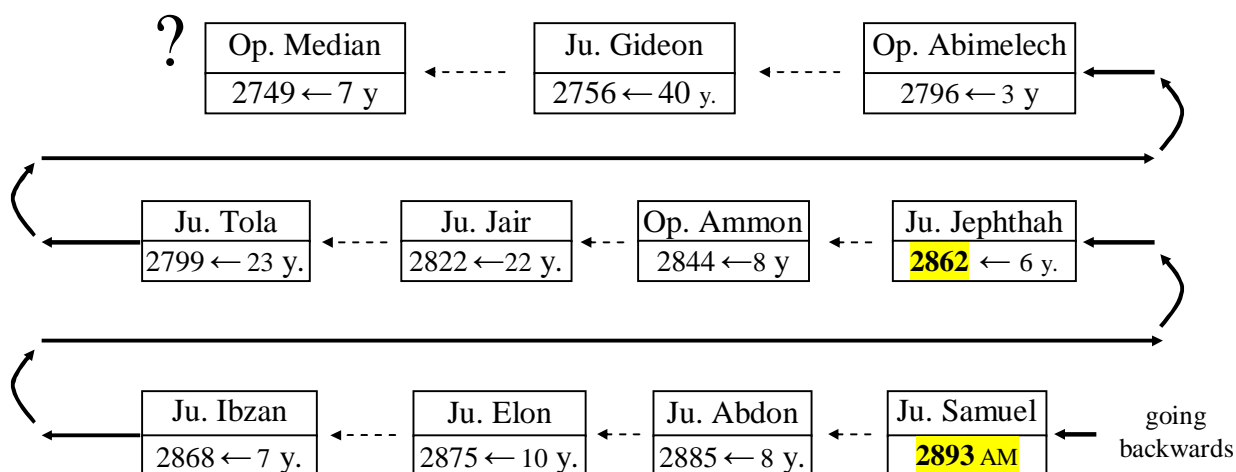 ? Op. Median Ju. Gideon Op. Abimelech
2749 ← 7 y 2756 ← 40 y. 2796 ← 3 y
Ju. Tola Ju. Jair Op. Ammon Ju. Jephthah
2799 ← 23 y. 2822 ←22 y. 2844 ←8 y 2862 ← 6 y.
Ju. Ibzan Ju. Elon Ju. Abdon Ju. Samuel going
2868 ← 7 y. 2875 ← 10 y. 2885 ← 8 y. 2893 AM backwards